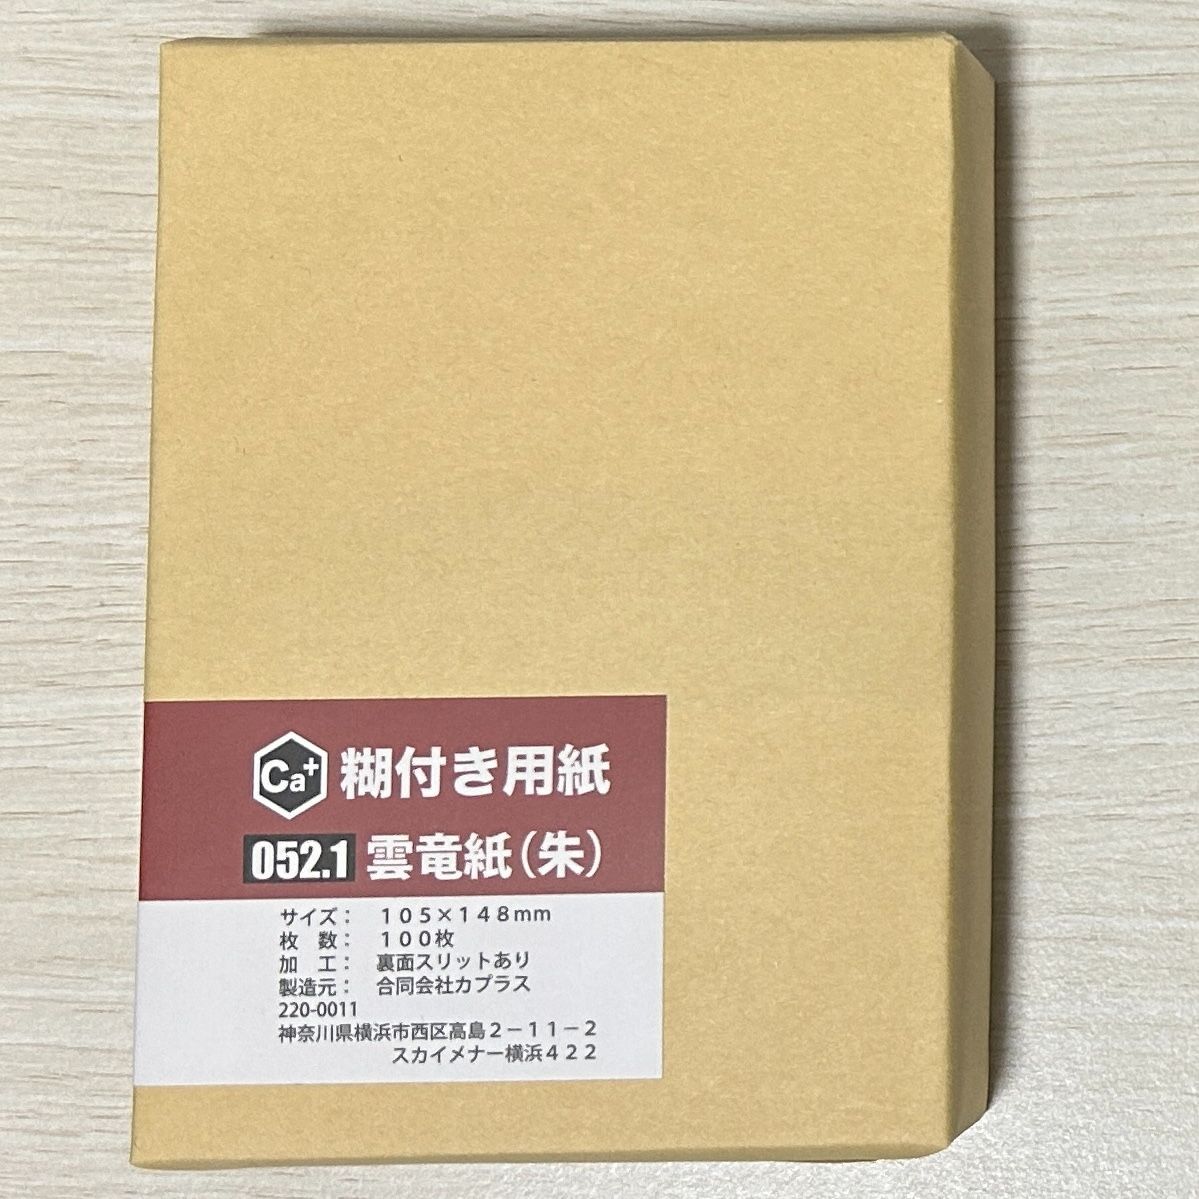 Ca+ 糊付き用紙
052.1 雲竜紙（朱）
サイズ： １０５×１４８mm
枚　数： １００枚
加　工： 裏面スリットあり
製造元： 合同会社カプラス
220-0011
神奈川県横浜市西区高島２－１１－２
スカイメナー横浜４２２